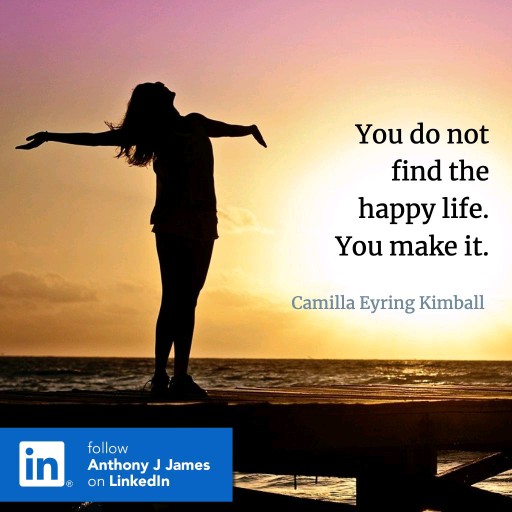 You do not
find the
happy life.
You make it.
Camilla Eyring Kimball
in®
follow
Anthony J James
on LinkedIn